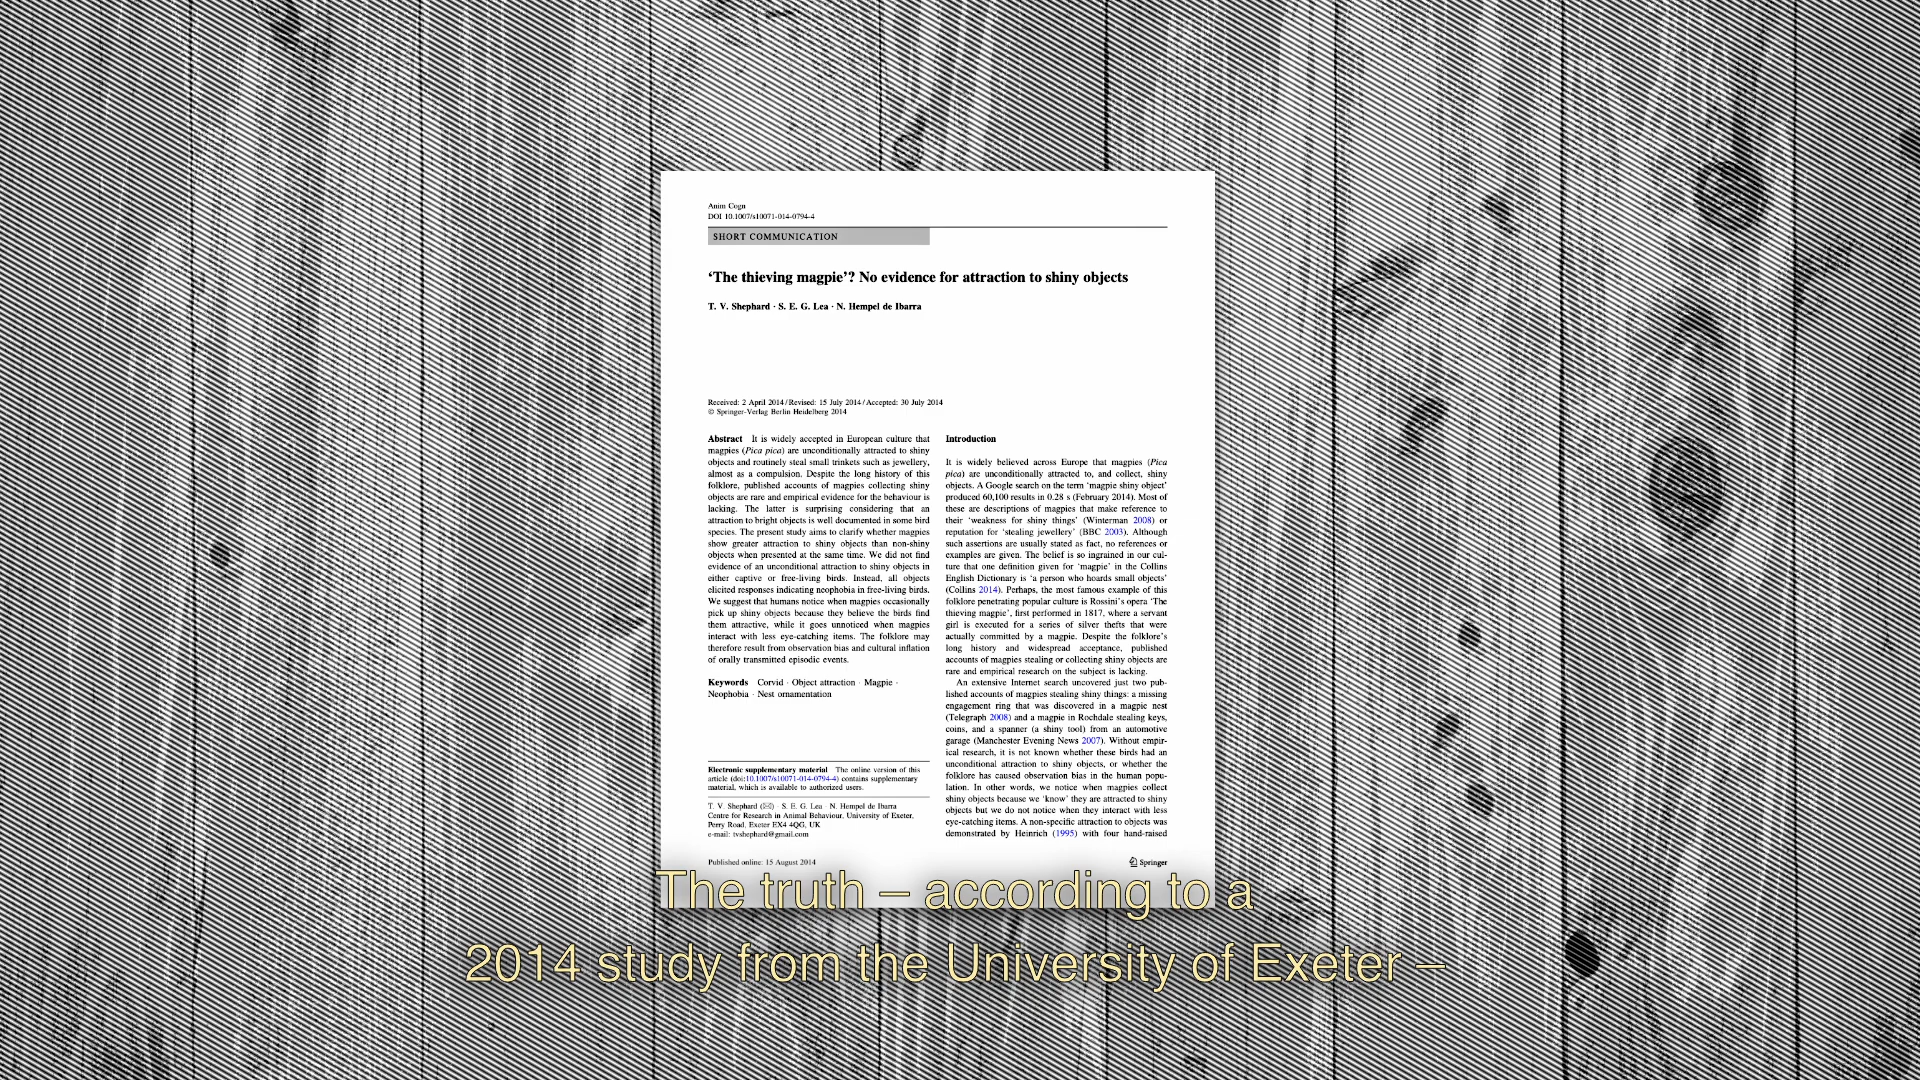 Anim Cogn
DOI 10.1007/s10071-014-0794-4
SHORT COMMUNICATION
‘The thieving magpie’? No evidence for attraction to shiny objects
T. V. Shephard · S. E. G. Lea · N. Hempel de Ibarra
Received: 2 April 2014 / Revised: 15 July 2014 / Accepted: 30 July 2014
© Springer-Verlag Berlin Heidelberg 2014
Abstract It is widely accepted in European culture that
magpies (Pica pica) are unconditionally attracted to shiny
objects and routinely steal small trinkets such as jewellery,
almost as a compulsion. Despite the long history of this
folklore, published accounts of magpies collecting shiny
objects are rare and empirical evidence for the behaviour is
lacking. The latter is surprising considering that an
attraction to bright objects is well documented in some bird
species. The present study aims to clarify whether magpies
show greater attraction to shiny objects than non-shiny
objects when presented at the same time. We did not find
evidence of an unconditional attraction to shiny objects in
either captive or free-living birds. Instead, all objects
elicited responses indicating neophobia in free-living birds.
We suggest that humans notice when magpies occasionally
pick up shiny objects because they believe the birds find
them attractive, while it goes unnoticed when magpies
interact with less eye-catching items. The folklore may
therefore result from observation bias and cultural inflation
of orally transmitted episodic events.
Keywords Corvid · Object attraction · Magpie ·
Neophobia · Nest ornamentation
Electronic supplementary material The online version of this
article (doi:10.1007/s10071-014-0794-4) contains supplementary
material, which is available to authorized users.
T. V. Shephard (✉) · S. E. G. Lea · N. Hempel de Ibarra
Centre for Research in Animal Behaviour, University of Exeter,
Perry Road, Exeter EX4 4QG, UK
e-mail: tvshephard@gmail.com
Introduction
It is widely believed across Europe that magpies (Pica
pica) are unconditionally attracted to, and collect, shiny
objects. A Google search on the term ‘magpie shiny object’
produced 60,100 results in 0.28 s (February 2014). Most of
these are descriptions of magpies that make reference to
their ‘weakness for shiny things’ (Winterman 2008) or
reputation for ‘stealing jewellery’ (BBC 2003). Although
such assertions are usually stated as fact, no references or
examples are given. The belief is so ingrained in our cul-
ture that one definition given for ‘magpie’ in the Collins
English Dictionary is ‘a person who hoards small objects’
(Collins 2014). Perhaps, the most famous example of this
folklore penetrating popular culture is Rossini’s opera ‘The
thieving magpie’, first performed in 1817, where a servant
girl is executed for a series of silver thefts that were
actually committed by a magpie. Despite the folklore’s
long history and widespread acceptance, published
accounts of magpies stealing or collecting shiny objects are
rare and empirical research on the subject is lacking.
An extensive Internet search uncovered just two pub-
lished accounts of magpies stealing shiny things: a missing
engagement ring that was discovered in a magpie nest
(Telegraph 2008) and a magpie in Rochdale stealing keys,
coins, and a spanner (a shiny tool) from an automotive
garage (Manchester Evening News 2007). Without empir-
ical research, it is not known whether these birds had an
unconditional attraction to shiny objects, or whether the
folklore has caused observation bias in the human popu-
lation. In other words, we notice when magpies collect
shiny objects because we ‘know’ they are attracted to shiny
objects but we do not notice when they interact with less
eye-catching items. A non-specific attraction to objects was
demonstrated by Heinrich (1995) with four hand-raised
Published online: 15 August 2014
Springer
The truth – according to a
2014 study from the University of Exeter –